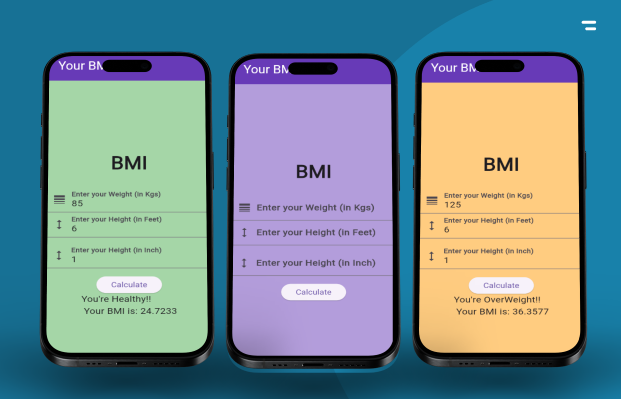 Your BM
BMI
Enter your Weight (in Kgs)
85
Enter your Height (in Feet)
6
Enter your Height (in Inch)
1
Calculate
You're Healthy!!
Your BMI is: 24.7233
Your BM
BMI
Enter your Weight (in Kgs)
Enter your Height (in Feet)
Enter your Height (in Inch)
Calculate
Your BM
BMI
Enter your Weight (in Kgs)
125
Enter your Height (in Feet)
6
Enter your Height (in Inch)
1
Calculate
You're OverWeight!!
Your BMI is: 36.3577